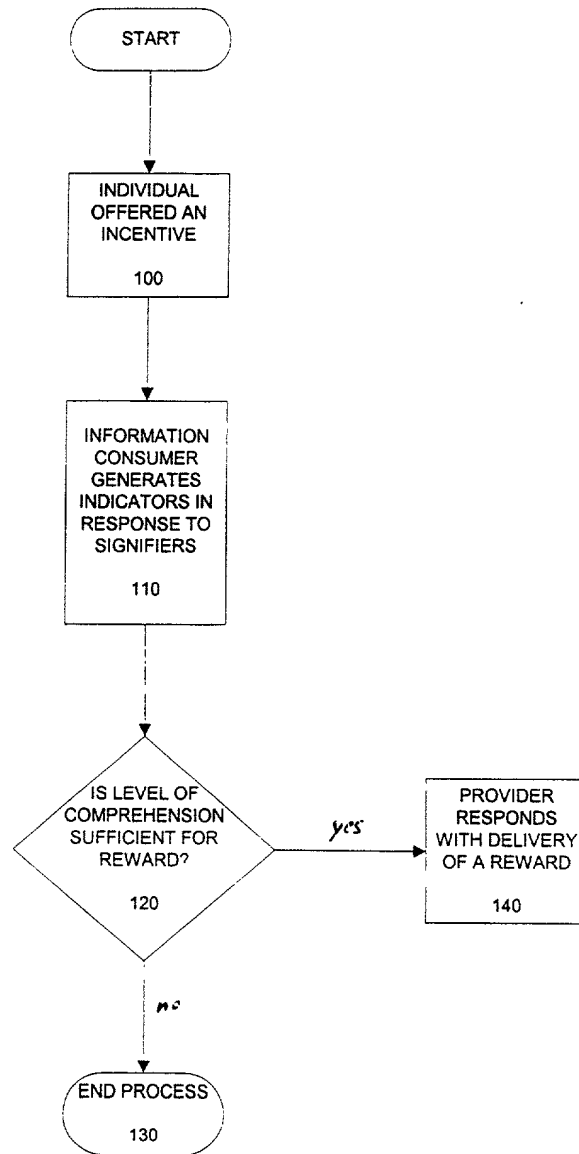 START
INDIVIDUAL
OFFERED AN
INCENTIVE
100
INFORMATION
CONSUMER
GENERATES
INDICATORS IN
RESPONSE TO
SIGNIFIERS
110
IS LEVEL OF
COMPREHENSION
SUFFICIENT FOR
REWARD?
120
yes
PROVIDER
RESPONDS
WITH DELIVERY
OF A REWARD
140
no
END PROCESS
130